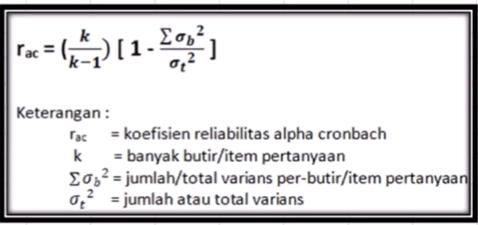 r_ac = (k/(k−1)) [ 1 - Σσ_b²/σ_t² ]
Keterangan :
r_ac = koefisien reliabilitas alpha cronbach
k = banyak butir/item pertanyaan
Σσ_b² = jumlah/total varians per-butir/item pertanyaan
σ_t² = jumlah atau total varians